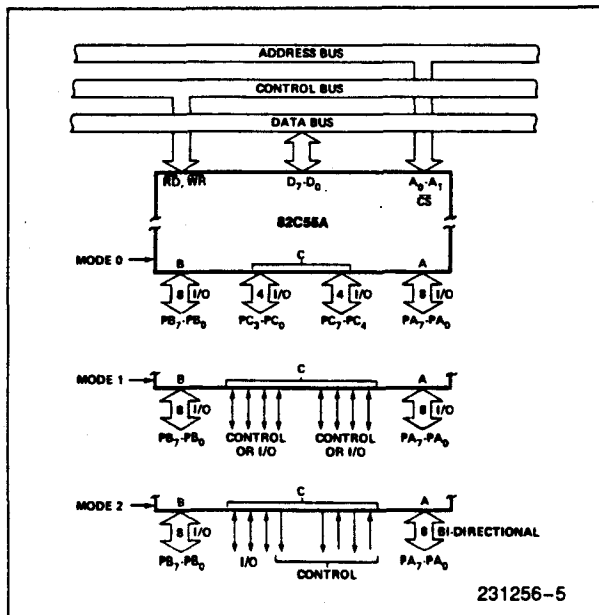 ADDRESS BUS
CONTROL BUS
DATA BUS
RD, WR
D7-D0
A0-A1
CS
82C55A
MODE 0
B
C
A
8 I/O
4 I/O
4 I/O
8 I/O
PB7-PB0
PC3-PC0
PC7-PC4
PA7-PA0
MODE 1
B
C
A
8 I/O
8 I/O
PB7-PB0
CONTROL OR I/O
CONTROL OR I/O
PA7-PA0
MODE 2
B
C
A
8 I/O
8 BI-DIRECTIONAL
PB7-PB0
I/O
CONTROL
PA7-PA0
231256-5